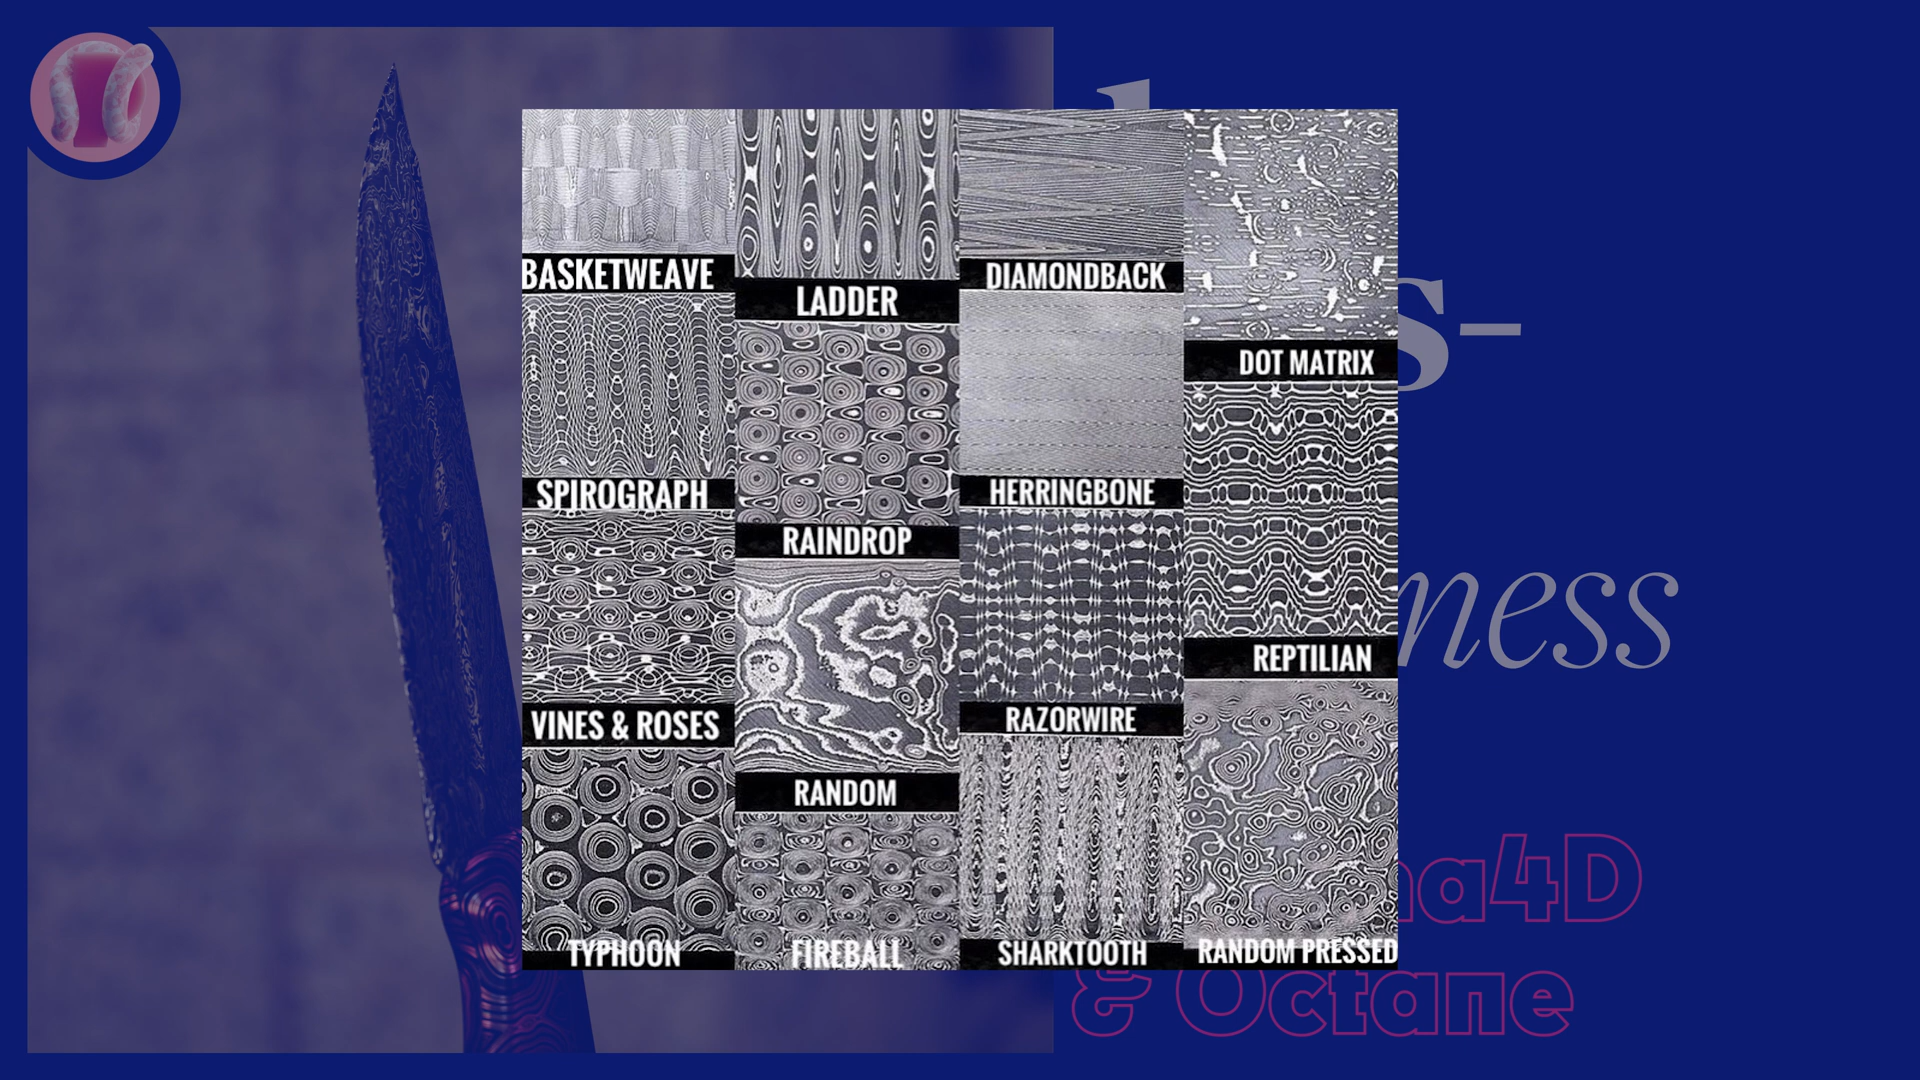 BASKETWEAVE
LADDER
DIAMONDBACK
DOT MATRIX
SPIROGRAPH
RAINDROP
HERRINGBONE
REPTILIAN
VINES & ROSES
RANDOM
RAZORWIRE
RANDOM PRESSED
TYPHOON
FIREBALL
SHARKTOOTH
& Octane